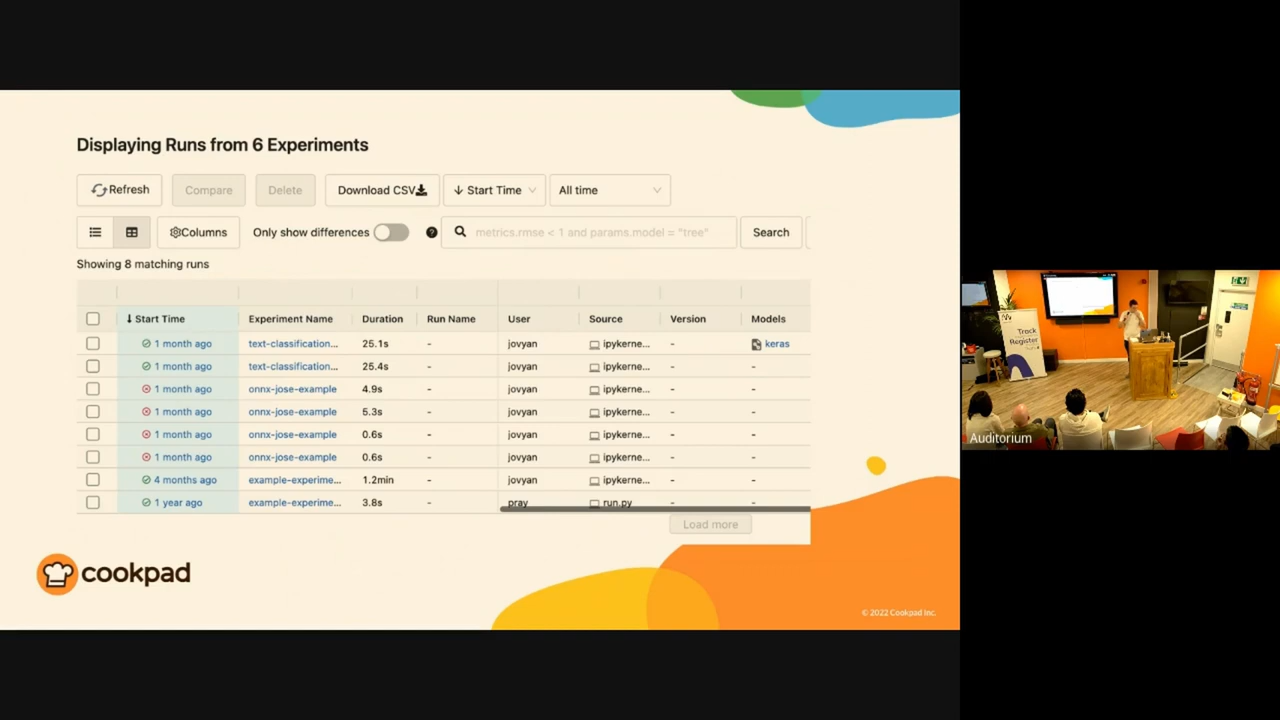 Displaying Runs from 6 Experiments
Refresh Compare Delete Download CSV Start Time All time
Columns Only show differences ? metrics.rmse < 1 and params.model = "tree" Search
Showing 8 matching runs
Start Time Experiment Name Duration Run Name User Source Version Models
1 month ago text-classification... 25.1s - jovyan ipykerne... - keras
1 month ago text-classification... 25.4s - jovyan ipykerne... - -
1 month ago onnx-jose-example 4.9s - jovyan ipykerne... - -
1 month ago onnx-jose-example 5.3s - jovyan ipykerne... - -
1 month ago onnx-jose-example 0.6s - jovyan ipykerne... - -
1 month ago onnx-jose-example 0.6s - jovyan ipykerne... - -
4 months ago example-experime... 1.2min - jovyan ipykerne... - -
1 year ago example-experime... 3.8s - pray run.py - -
Load more
cookpad
© 2022 Cookpad Inc.
Track
Register
Auditorium